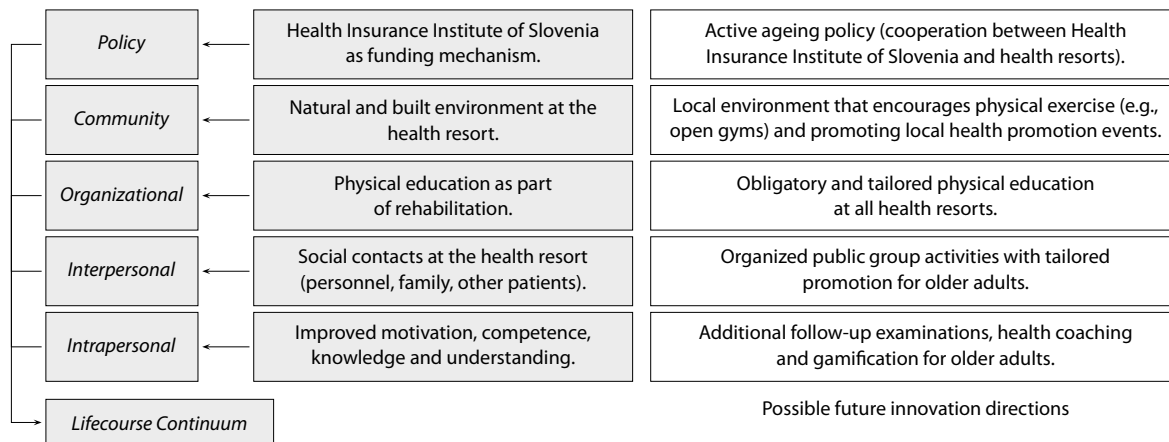 Policy
Health Insurance Institute of Slovenia
as funding mechanism.
Active ageing policy (cooperation between Health
Insurance Institute of Slovenia and health resorts).
Community
Natural and built environment at the
health resort.
Local environment that encourages physical exercise (e.g.,
open gyms) and promoting local health promotion events.
Organizational
Physical education as part
of rehabilitation.
Obligatory and tailored physical education
at all health resorts.
Interpersonal
Social contacts at the health resort
(personnel, family, other patients).
Organized public group activities with tailored
promotion for older adults.
Intrapersonal
Improved motivation, competence,
knowledge and understanding.
Additional follow-up examinations, health coaching
and gamification for older adults.
Lifecourse Continuum
Possible future innovation directions